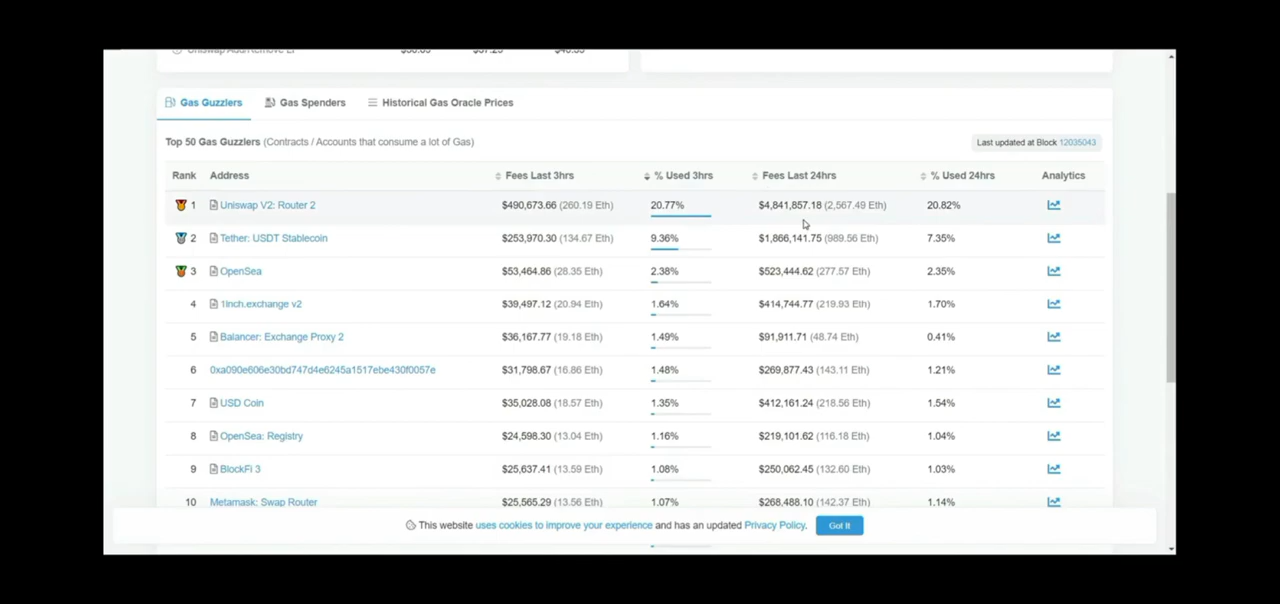 Uniswap Add/Remove LP
Gas Guzzlers Gas Spenders Historical Gas Oracle Prices
Top 50 Gas Guzzlers (Contracts / Accounts that consume a lot of Gas) Last updated at Block 12035043
Rank Address Fees Last 3hrs % Used 3hrs Fees Last 24hrs % Used 24hrs Analytics
1 Uniswap V2: Router 2 $490,673.66 (260.19 Eth) 20.77% $4,841,857.18 (2,567.49 Eth) 20.82%
2 Tether: USDT Stablecoin $253,970.30 (134.67 Eth) 9.36% $1,866,141.75 (989.56 Eth) 7.35%
3 OpenSea $53,464.86 (28.35 Eth) 2.38% $523,444.62 (277.57 Eth) 2.35%
4 1inch.exchange v2 $39,497.12 (20.94 Eth) 1.64% $414,744.77 (219.93 Eth) 1.70%
5 Balancer: Exchange Proxy 2 $36,167.77 (19.18 Eth) 1.49% $91,911.71 (48.74 Eth) 0.41%
6 0xa090e606e30bd747d4e6245a1517ebe430f0057e $31,798.67 (16.86 Eth) 1.48% $269,877.43 (143.11 Eth) 1.21%
7 USD Coin $35,028.08 (18.57 Eth) 1.35% $412,161.24 (218.56 Eth) 1.54%
8 OpenSea: Registry $24,598.30 (13.04 Eth) 1.16% $219,101.62 (116.18 Eth) 1.04%
9 BlockFi 3 $25,637.41 (13.59 Eth) 1.08% $250,062.45 (132.60 Eth) 1.03%
10 Metamask: Swap Router $25,565.29 (13.56 Eth) 1.07% $268,488.10 (142.37 Eth) 1.14%
This website uses cookies to improve your experience and has an updated Privacy Policy. Got It